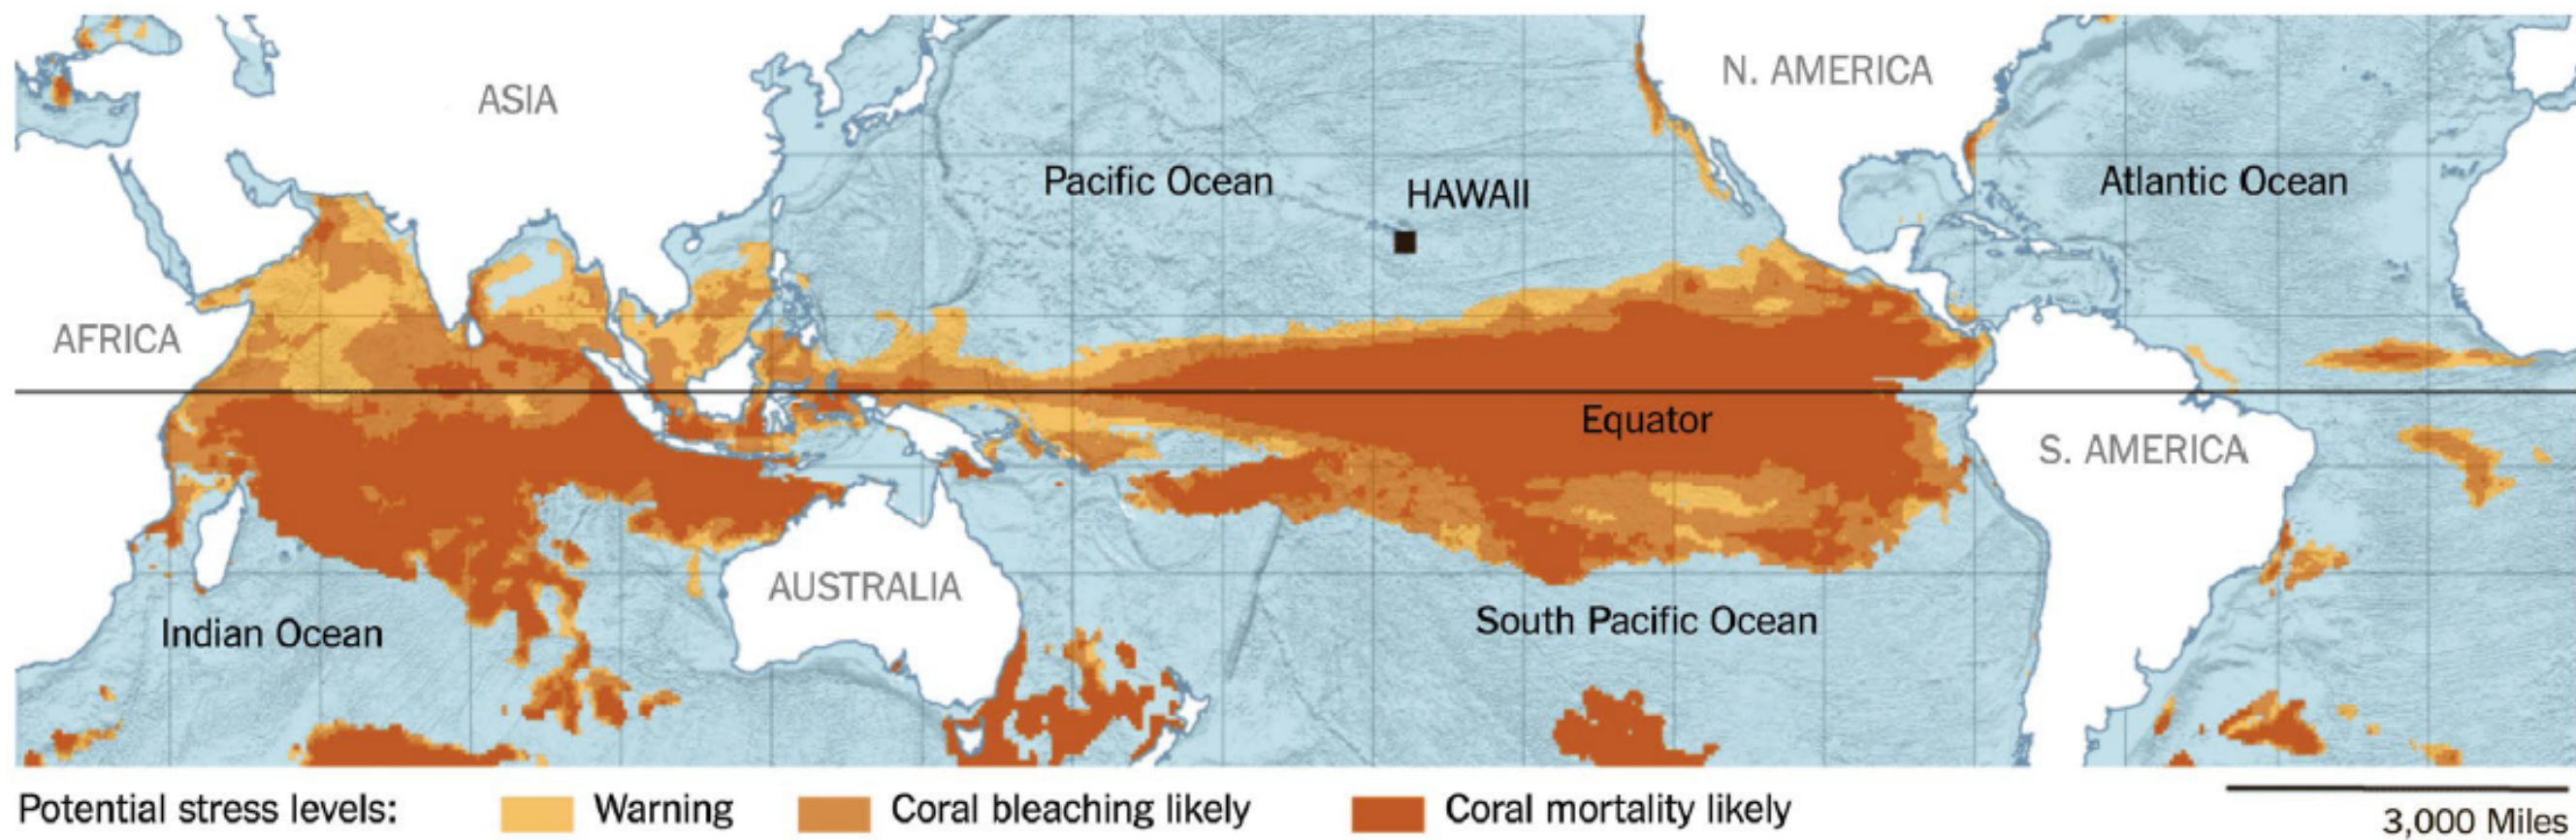 N. AMERICA
ASIA
Pacific Ocean
HAWAII
Atlantic Ocean
AFRICA
Equator
S. AMERICA
AUSTRALIA
Indian Ocean
South Pacific Ocean
Potential stress levels: Warning Coral bleaching likely Coral mortality likely
3,000 Miles